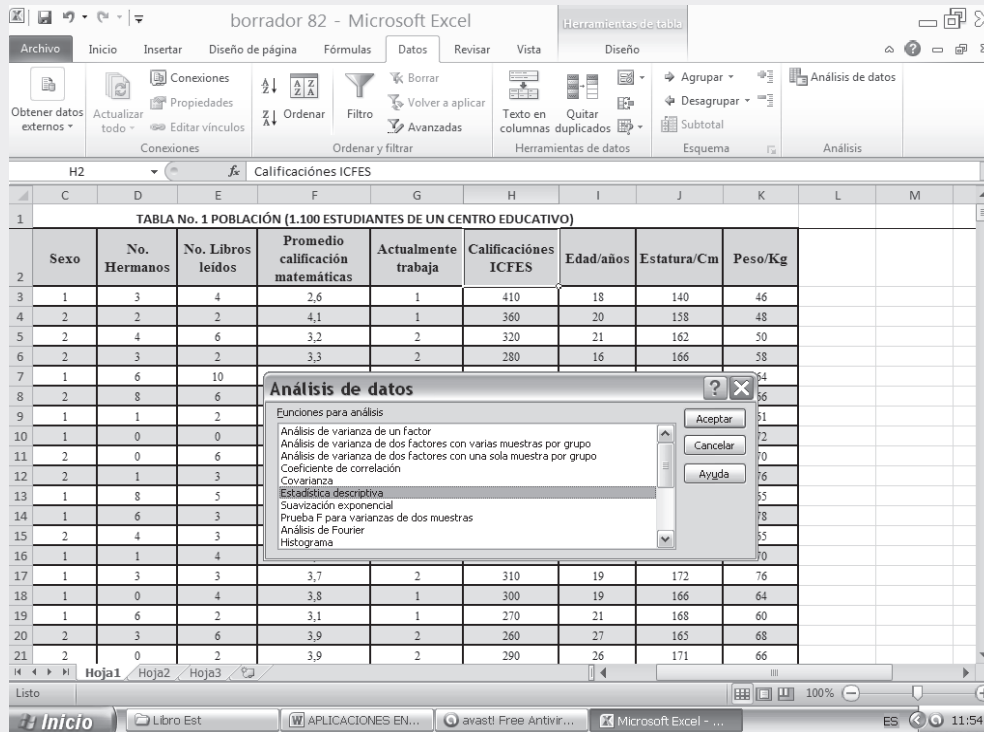 borrador 82 - Microsoft Excel
Herramientas de tabla
Archivo Inicio Insertar Diseño de página Fórmulas Datos Revisar Vista Diseño
Obtener datos externos
Actualizar todo
Conexiones
Propiedades
Editar vínculos
Conexiones
Ordenar
Filtro
Borrar
Volver a aplicar
Avanzadas
Ordenar y filtrar
Texto en columnas
Quitar duplicados
Herramientas de datos
Agrupar
Desagrupar
Subtotal
Esquema
Análisis de datos
Análisis
H2 fx Calificaciónes ICFES
C D E F G H I J K L M
1 TABLA No. 1 POBLACIÓN (1.100 ESTUDIANTES DE UN CENTRO EDUCATIVO)
2 Sexo No. Hermanos No. Libros leídos Promedio calificación matemáticas Actualmente trabaja Calificaciónes ICFES Edad/años Estatura/Cm Peso/Kg
3 1 3 4 2,6 1 410 18 140 46
4 2 2 2 4,1 1 360 20 158 48
5 2 4 6 3,2 2 320 21 162 50
6 2 3 2 3,3 2 280 16 166 58
7 1 6 10
8 2 8 6
9 1 1 2
10 1 0 0
11 2 0 6
12 2 1 3
13 1 8 5
14 1 6 3
15 2 4 3
16 1 1 4
17 1 3 3 3,7 2 310 19 172 76
18 1 0 4 3,8 1 300 19 166 64
19 1 6 2 3,1 1 270 21 168 60
20 2 3 6 3,9 2 260 27 165 68
21 2 0 2 3,9 2 290 26 171 66
Análisis de datos
Funciones para análisis
Análisis de varianza de un factor
Análisis de varianza de dos factores con varias muestras por grupo
Análisis de varianza de dos factores con una sola muestra por grupo
Coeficiente de correlación
Covarianza
Estadística descriptiva
Suavización exponencial
Prueba F para varianzas de dos muestras
Análisis de Fourier
Histograma
Aceptar
Cancelar
Ayuda
Hoja1 Hoja2 Hoja3
Listo 100%
Inicio Libro Est APLICACIONES EN... avast! Free Antivir... Microsoft Excel - ... ES 11:54